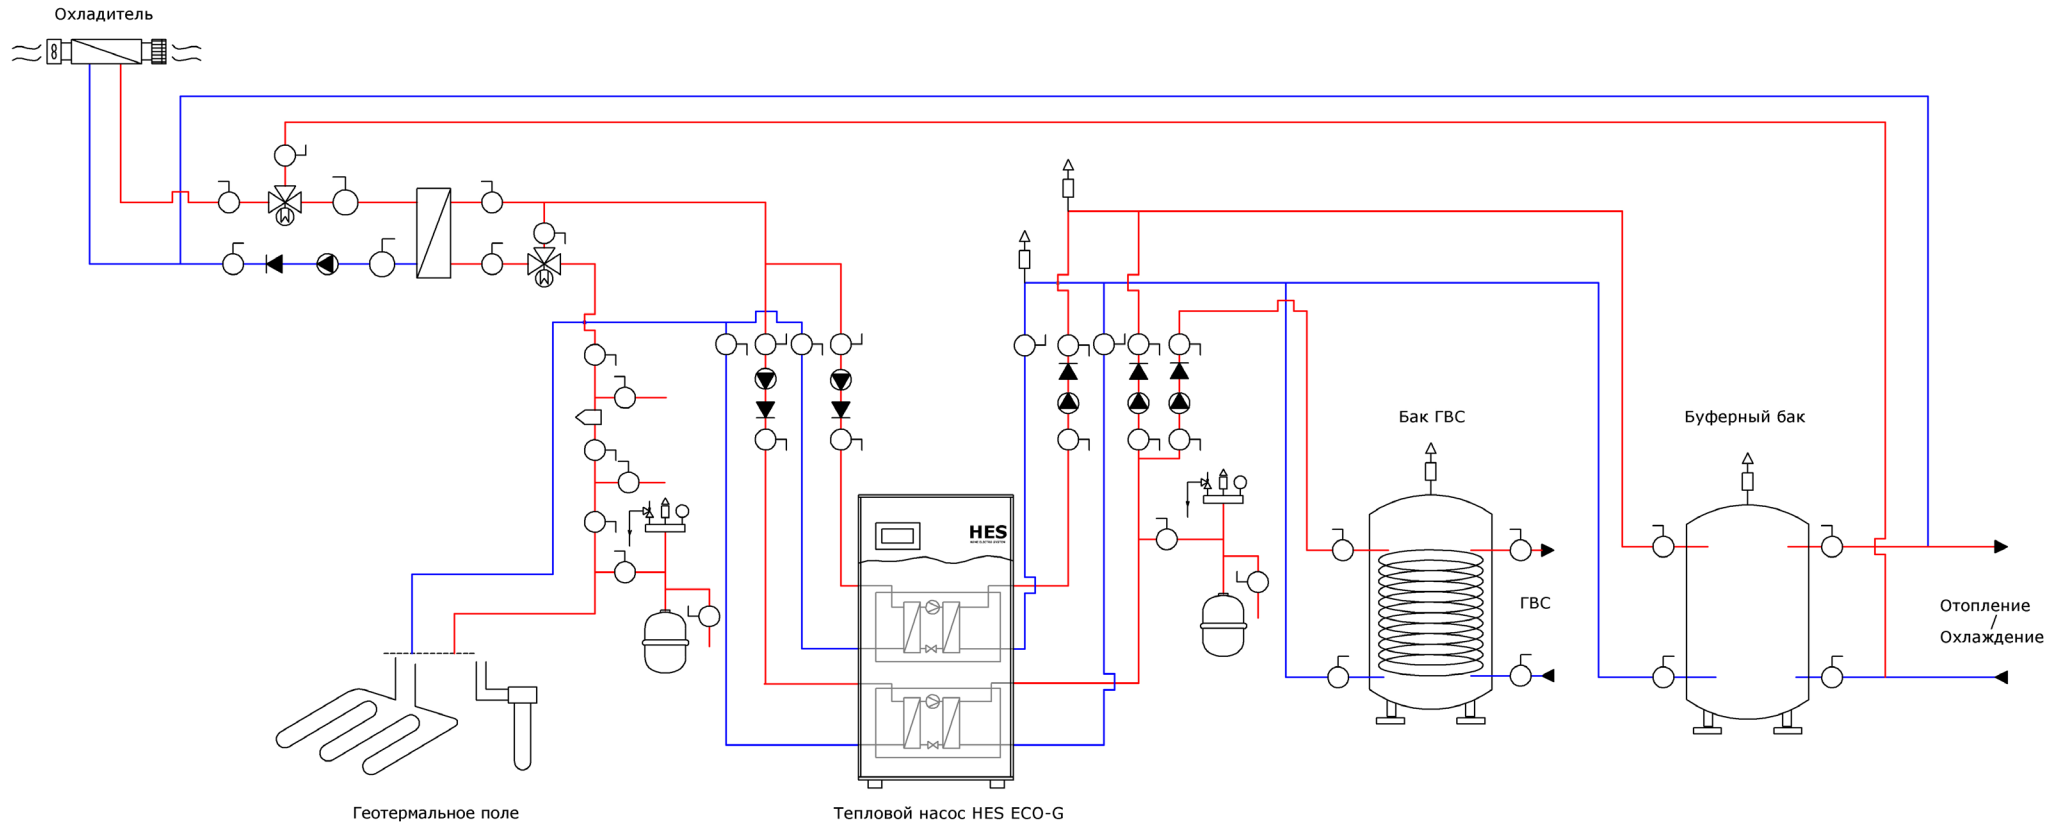 Охладитель
Бак ГВС
Буферный бак
HES
ГВС
Отопление
/
Охлаждение
Геотермальное поле
Тепловой насос HES ECO-G